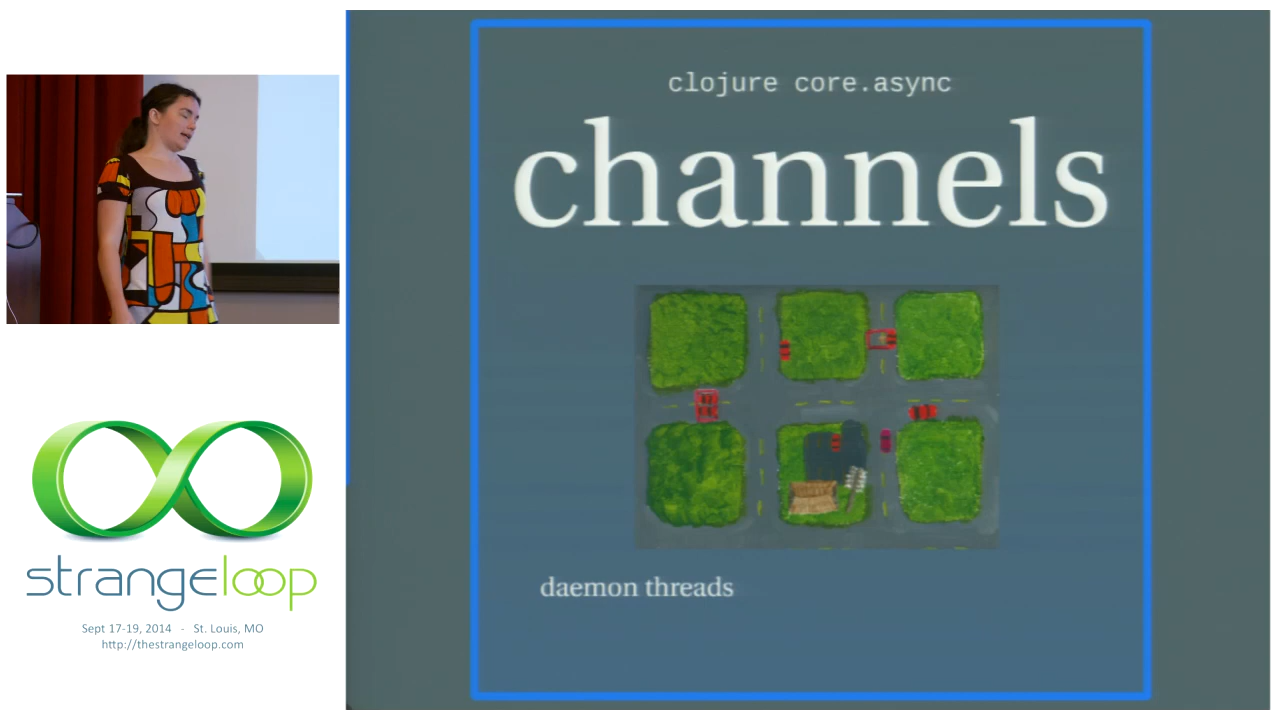 clojure core.async
channels
daemon threads
strangeloop
Sept 17-19, 2014 - St. Louis, MO
http://thestrangeloop.com